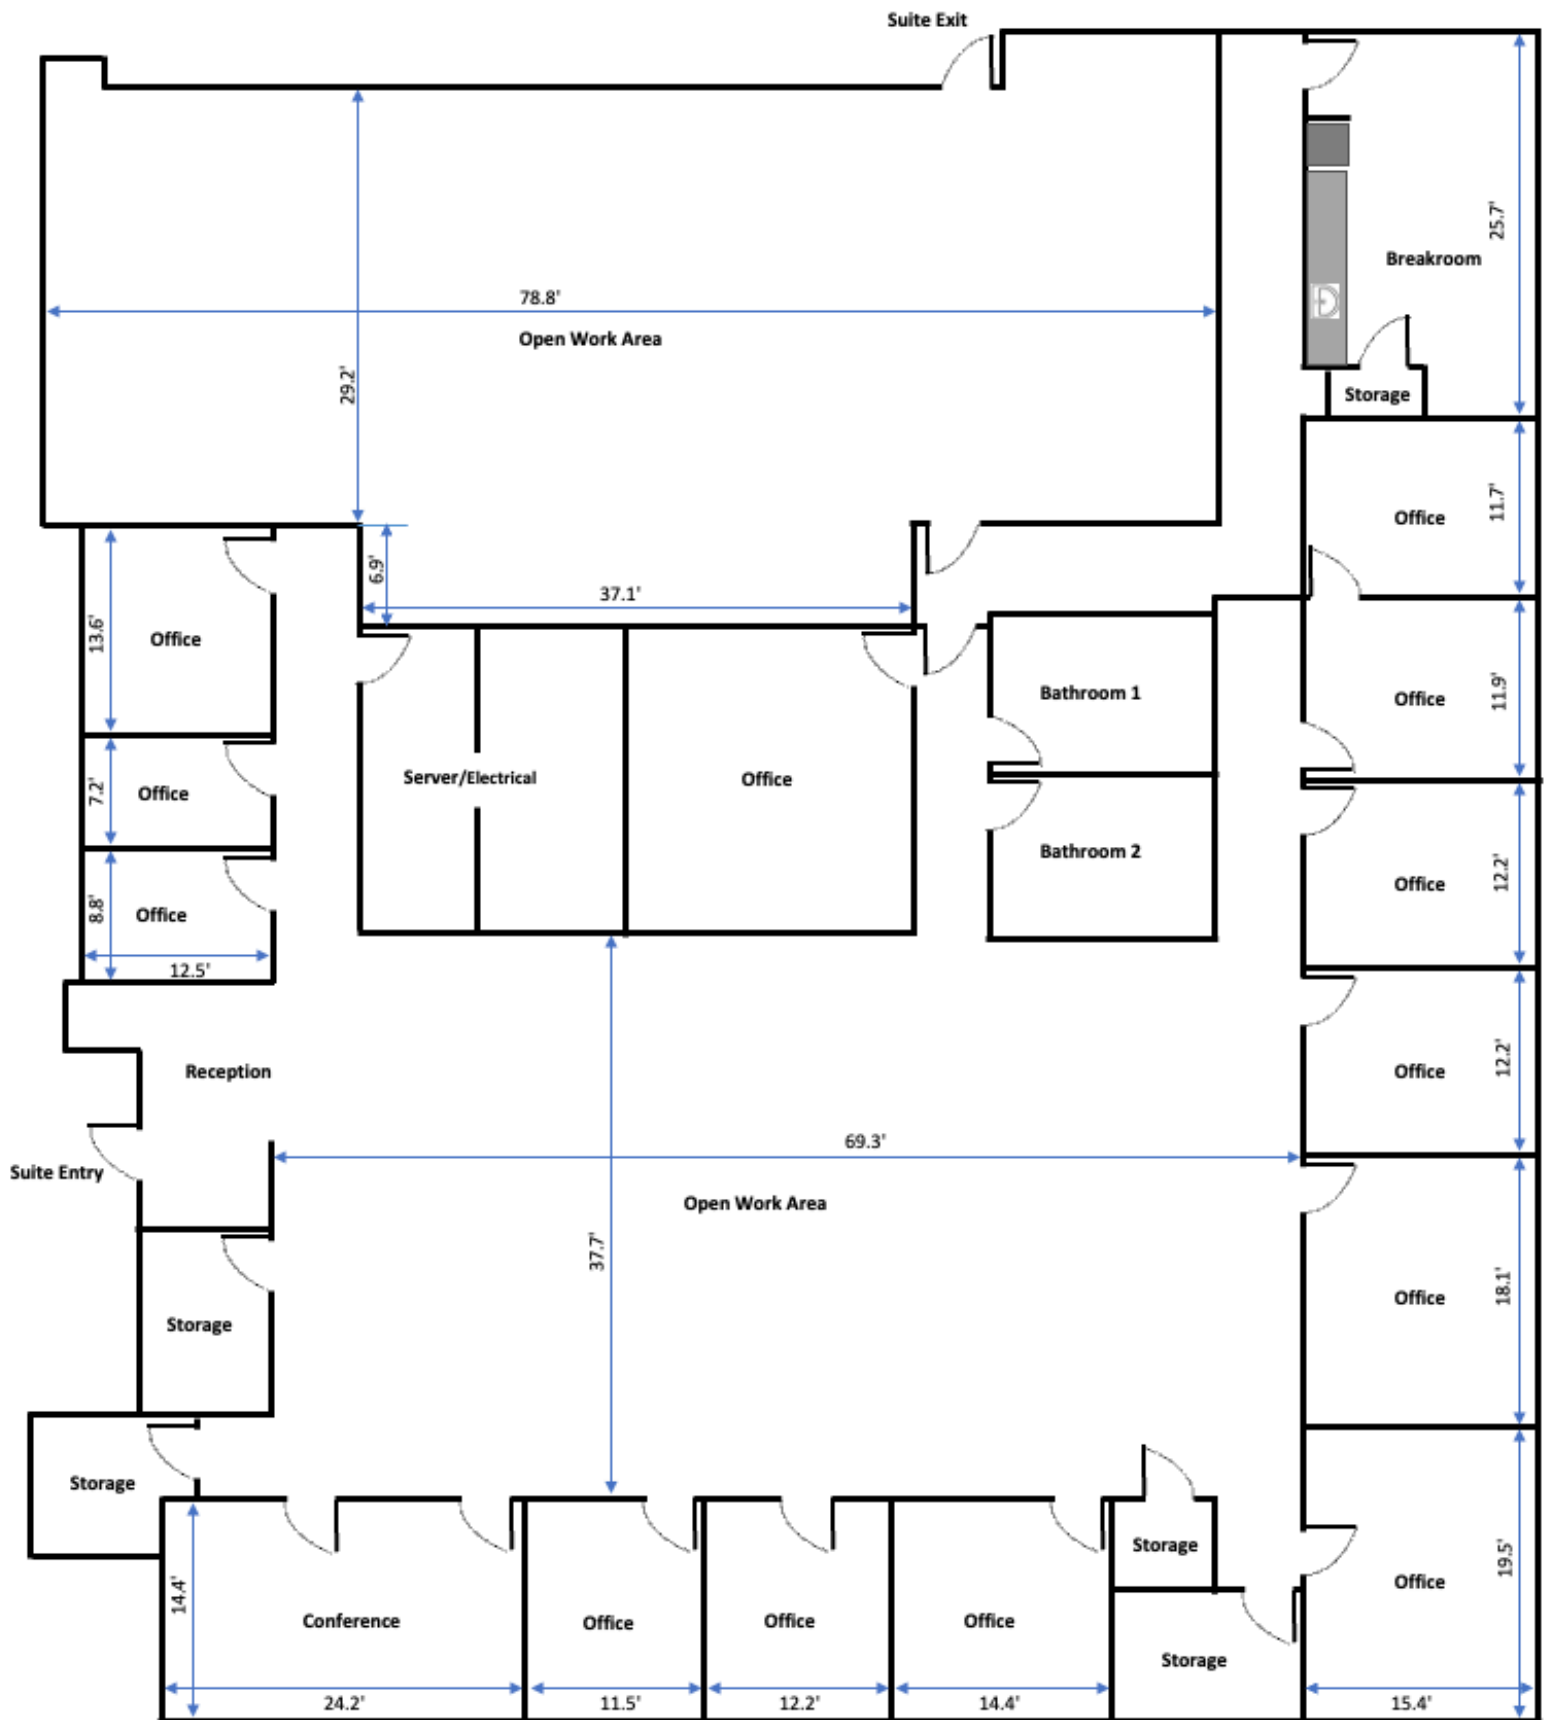 Suite Exit
25.7'
Breakroom
78.8'
Open Work Area
29.2'
Storage
11.7'
Office
6.9'
37.1'
13.6'
Office
11.9'
Office
Bathroom 1
Server/Electrical
Office
7.2'
Office
Bathroom 2
12.2'
Office
8.8'
Office
12.5'
Reception
12.2'
Office
69.3'
Suite Entry
Open Work Area
37.7'
18.1'
Office
Storage
Storage
Storage
19.5'
Office
14.4'
Conference
Office
Office
Office
Storage
24.2'
11.5'
12.2'
14.4'
15.4'